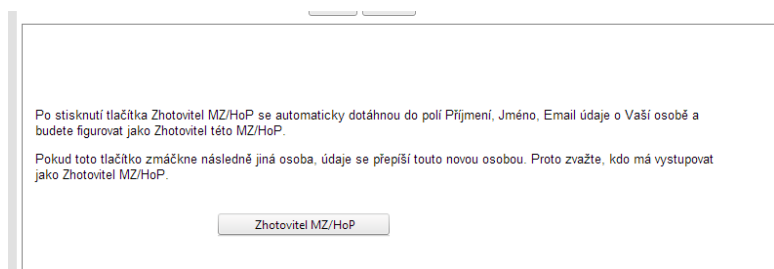 Po stisknutí tlačítka Zhotovitel MZ/HoP se automaticky dotáhnou do polí Příjmení, Jméno, Email údaje o Vaší osobě a
budete figurovat jako Zhotovitel této MZ/HoP.
Pokud toto tlačítko zmáčkne následně jiná osoba, údaje se přepíší touto novou osobou. Proto zvažte, kdo má vystupovat
jako Zhotovitel MZ/HoP.
Zhotovitel MZ/HoP